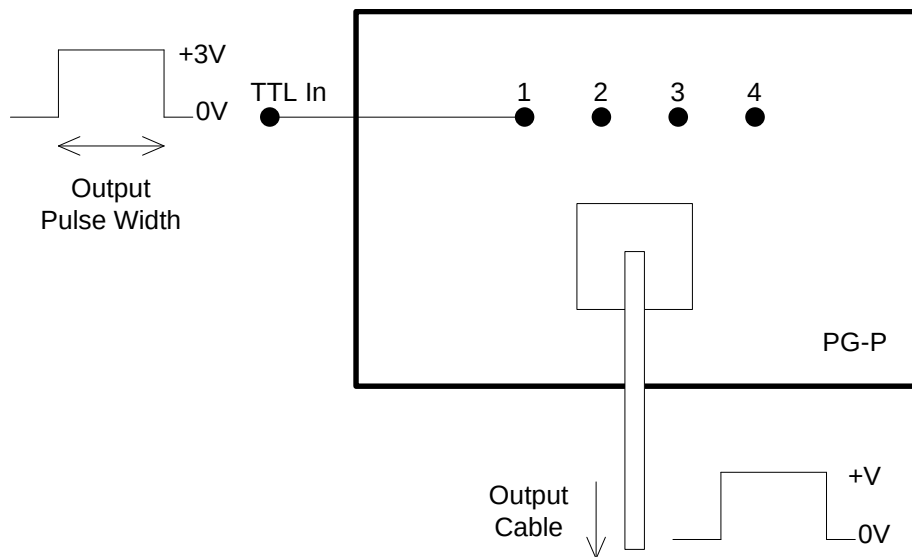 +3V
0V
TTL In
1
2
3
4
Output
Pulse Width
PG-P
Output
Cable
+V
0V